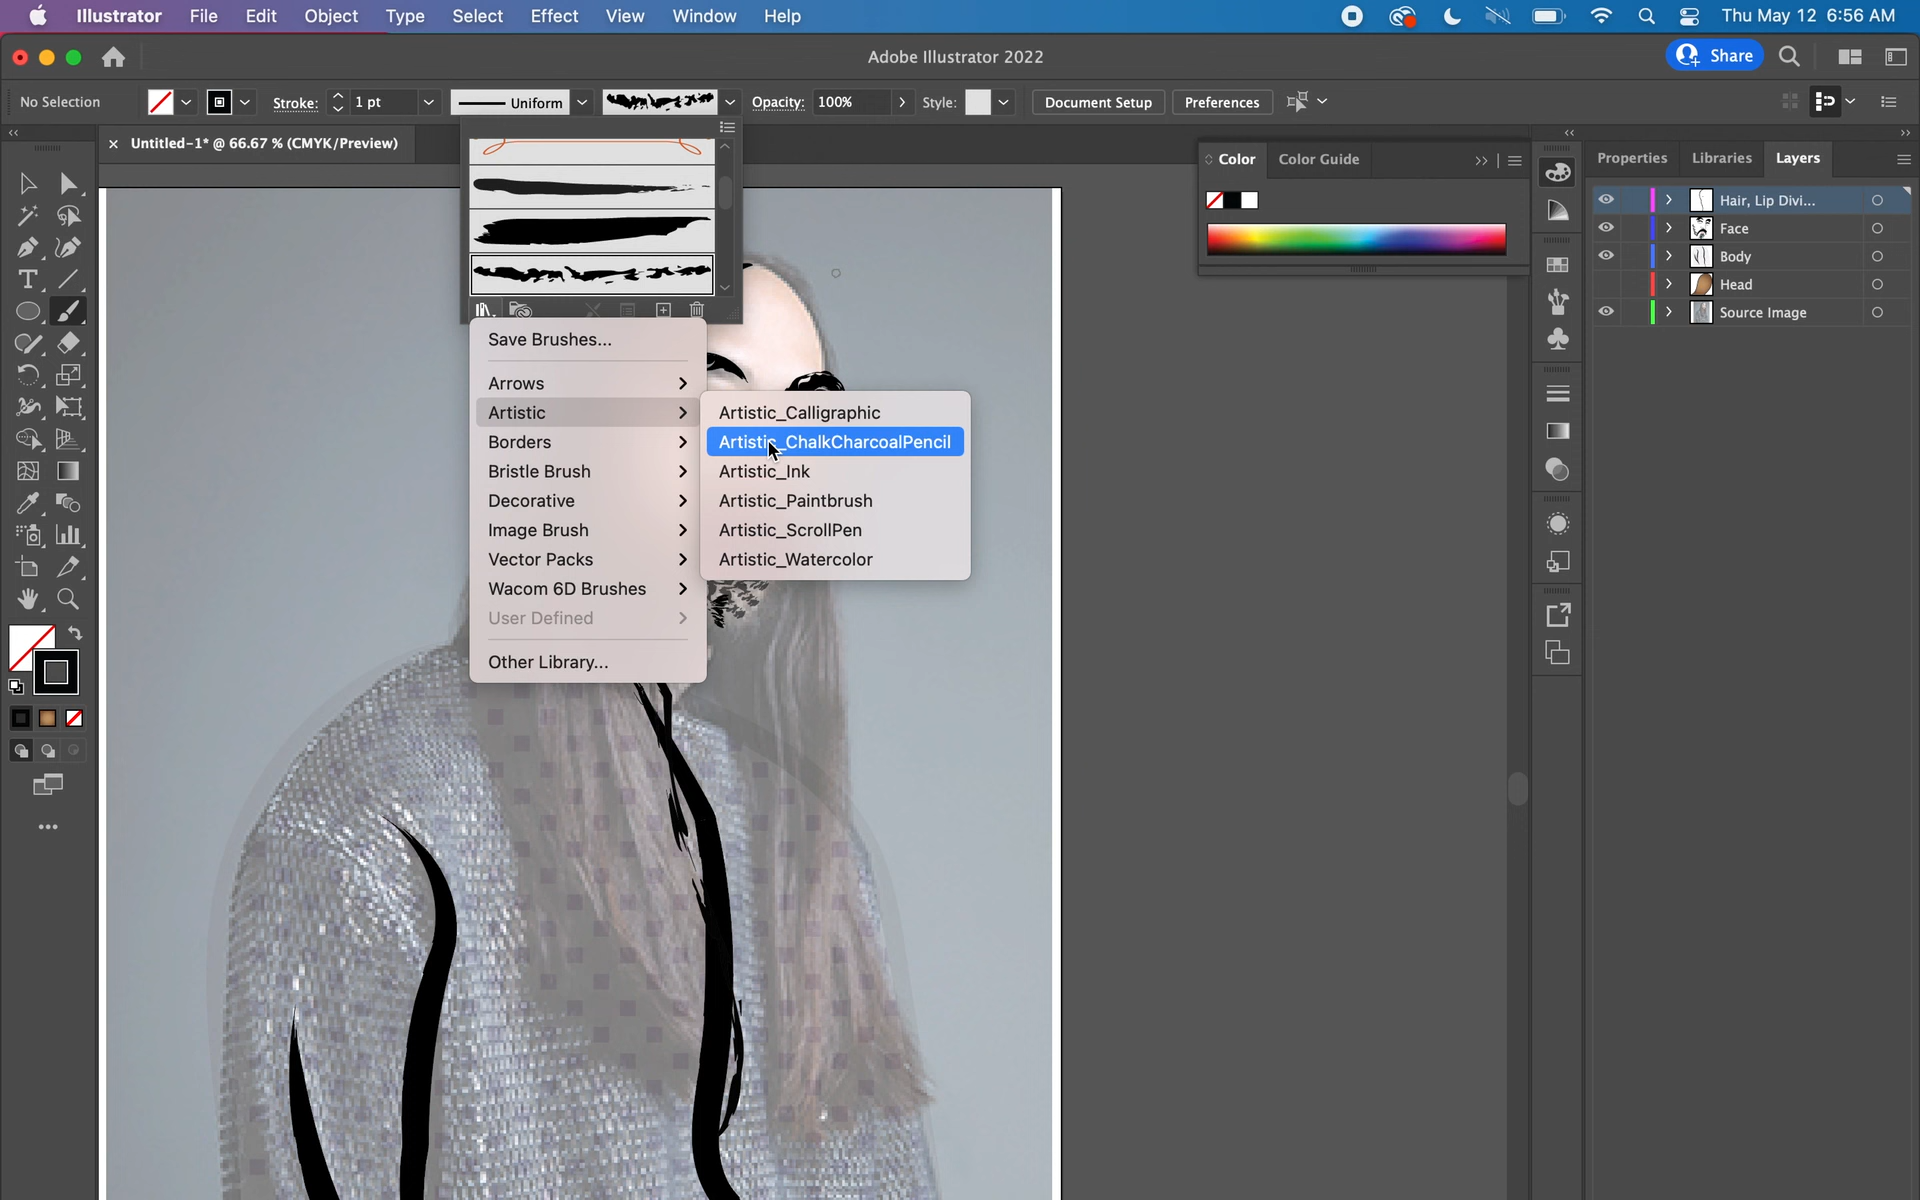 Illustrator File Edit Object Type Select Effect View Window Help Thu May 12 6:56 AM
Adobe Illustrator 2022 Share
No Selection Stroke: 1 pt Uniform Opacity: 100% Style: Document Setup Preferences
Untitled-1* @ 66.67 % (CMYK/Preview)
Color Color Guide Properties Libraries Layers
Hair, Lip Divi...
Face
Body
Head
Source Image
Save Brushes...
Arrows
Artistic
Borders
Bristle Brush
Decorative
Image Brush
Vector Packs
Wacom 6D Brushes
User Defined
Other Library...
Artistic_Calligraphic
Artistic_ChalkCharcoalPencil
Artistic_Ink
Artistic_Paintbrush
Artistic_ScrollPen
Artistic_Watercolor